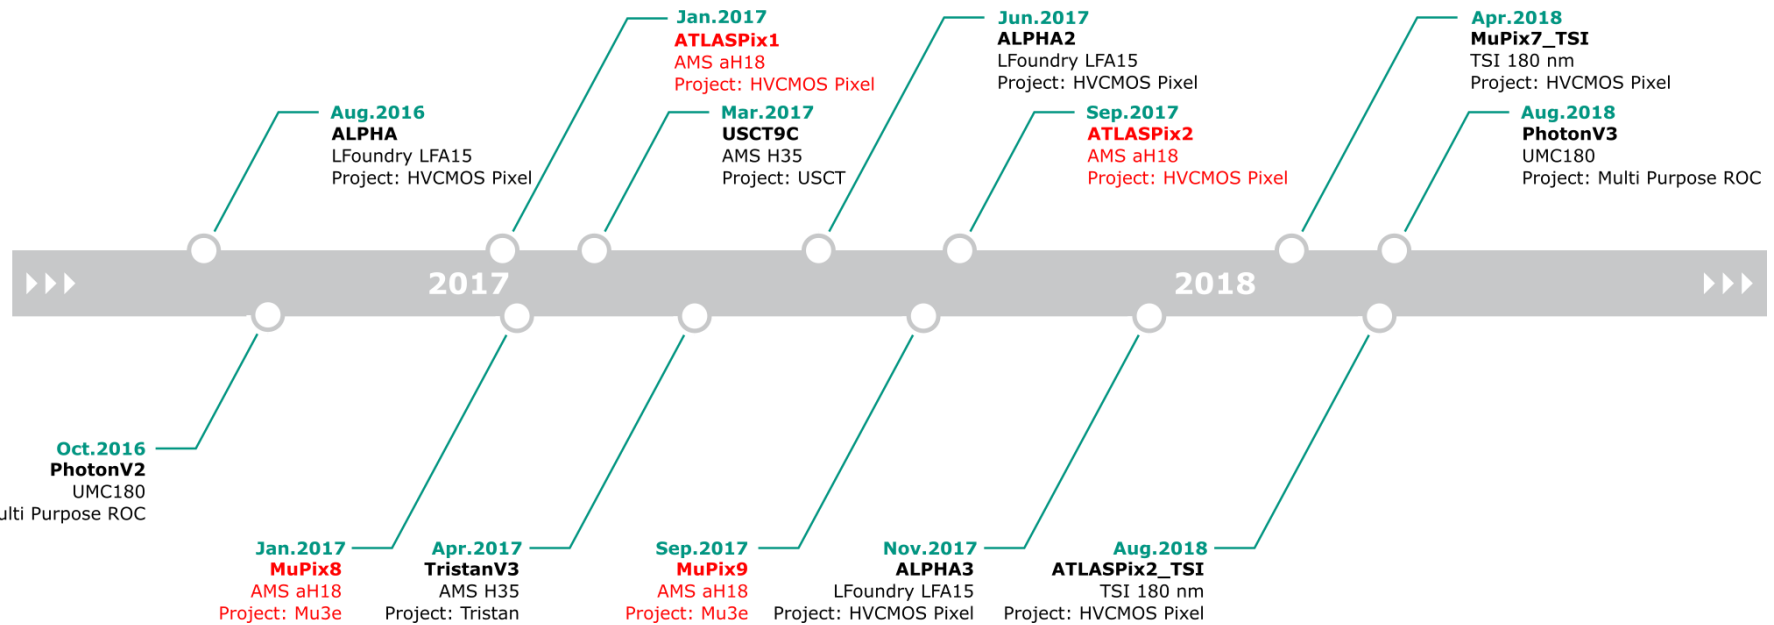 Jan.2017
ATLASPix1
AMS aH18
Project: HVCMOS Pixel
Jun.2017
ALPHA2
LFoundry LFA15
Project: HVCMOS Pixel
Apr.2018
MuPix7_TSI
TSI 180 nm
Project: HVCMOS Pixel
Aug.2016
ALPHA
LFoundry LFA15
Project: HVCMOS Pixel
Mar.2017
USCT9C
AMS H35
Project: USCT
Sep.2017
ATLASPix2
AMS aH18
Project: HVCMOS Pixel
Aug.2018
PhotonV3
UMC180
Project: Multi Purpose ROC
2017
2018
Oct.2016
PhotonV2
UMC180
Purpose ROC
Jan.2017
MuPix8
AMS aH18
Project: Mu3e
Apr.2017
TristanV3
AMS H35
Project: Tristan
Sep.2017
MuPix9
AMS aH18
Project: Mu3e
Nov.2017
ALPHA3
LFoundry LFA15
Project: HVCMOS Pixel
Aug.2018
ATLASPix2_TSI
TSI 180 nm
Project: HVCMOS Pixel